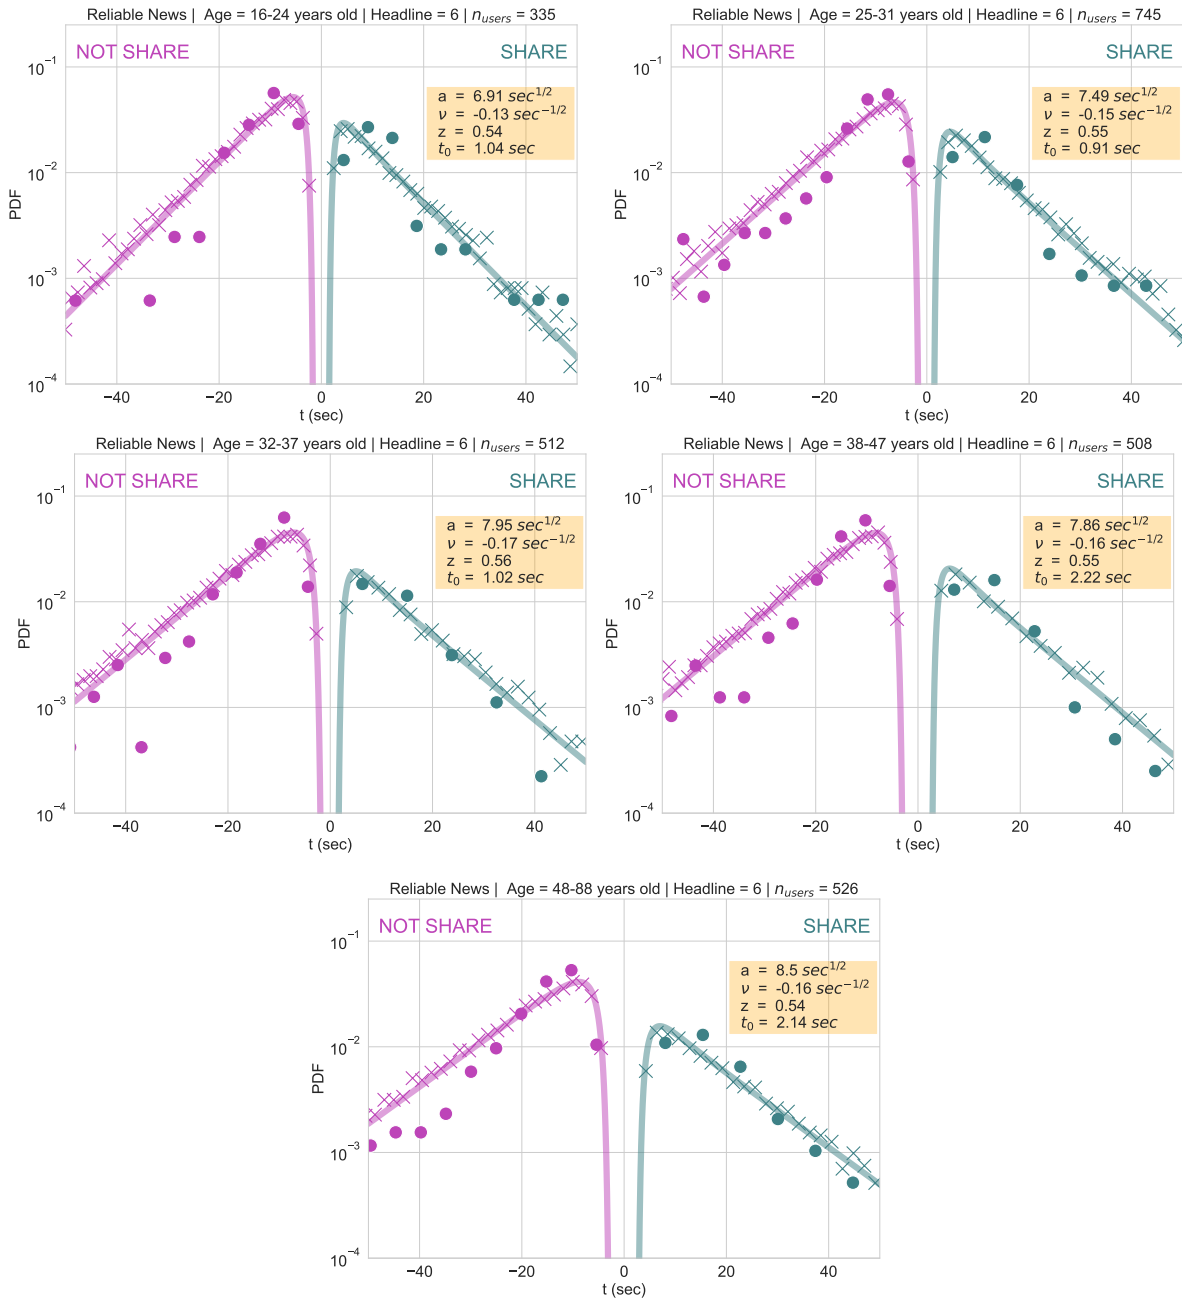 Reliable News | Age = 16-24 years old | Headline = 6 | n_users = 335
NOT SHARE
SHARE
a = 6.91 sec^{1/2}
ν = -0.13 sec^{−1/2}
z = 0.54
t_0 = 1.04 sec
10^{−1}
10^{−2}
10^{−3}
10^{−4}
PDF
−40 −20 0 20 40
t (sec)
Reliable News | Age = 25-31 years old | Headline = 6 | n_users = 745
NOT SHARE
SHARE
a = 7.49 sec^{1/2}
ν = -0.15 sec^{−1/2}
z = 0.55
t_0 = 0.91 sec
10^{−1}
10^{−2}
10^{−3}
10^{−4}
PDF
−40 −20 0 20 40
t (sec)
Reliable News | Age = 32-37 years old | Headline = 6 | n_users = 512
NOT SHARE
SHARE
a = 7.95 sec^{1/2}
ν = -0.17 sec^{−1/2}
z = 0.56
t_0 = 1.02 sec
10^{−1}
10^{−2}
10^{−3}
10^{−4}
PDF
−40 −20 0 20 40
t (sec)
Reliable News | Age = 38-47 years old | Headline = 6 | n_users = 508
NOT SHARE
SHARE
a = 7.86 sec^{1/2}
ν = -0.16 sec^{−1/2}
z = 0.55
t_0 = 2.22 sec
10^{−1}
10^{−2}
10^{−3}
10^{−4}
PDF
−40 −20 0 20 40
t (sec)
Reliable News | Age = 48-88 years old | Headline = 6 | n_users = 526
NOT SHARE
SHARE
a = 8.5 sec^{1/2}
ν = -0.16 sec^{−1/2}
z = 0.54
t_0 = 2.14 sec
10^{−1}
10^{−2}
10^{−3}
10^{−4}
PDF
−40 −20 0 20 40
t (sec)